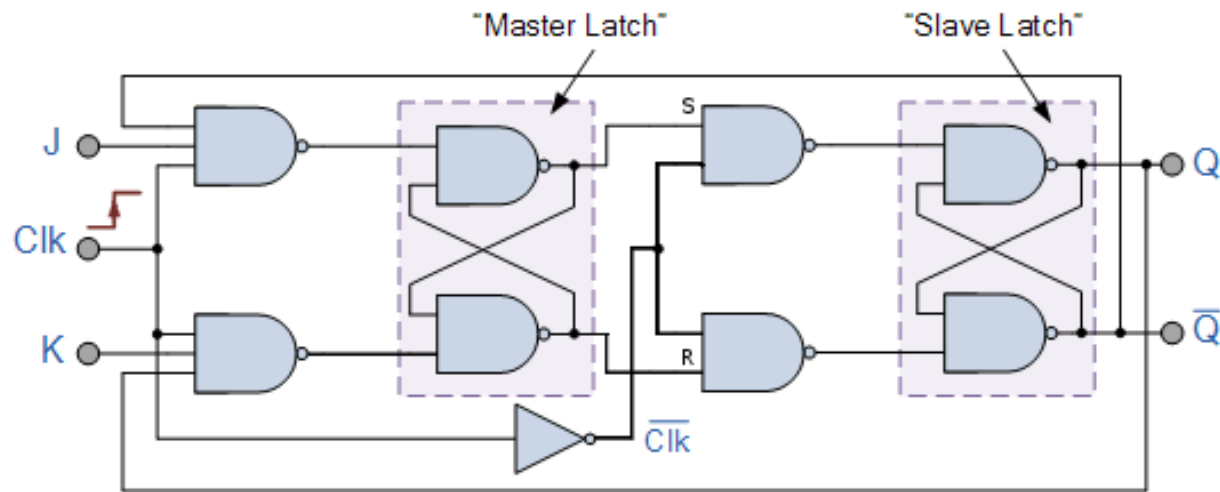 "Master Latch"
"Slave Latch"
S
J
Q
Clk
K
R
Q̅
C̅l̅k̅